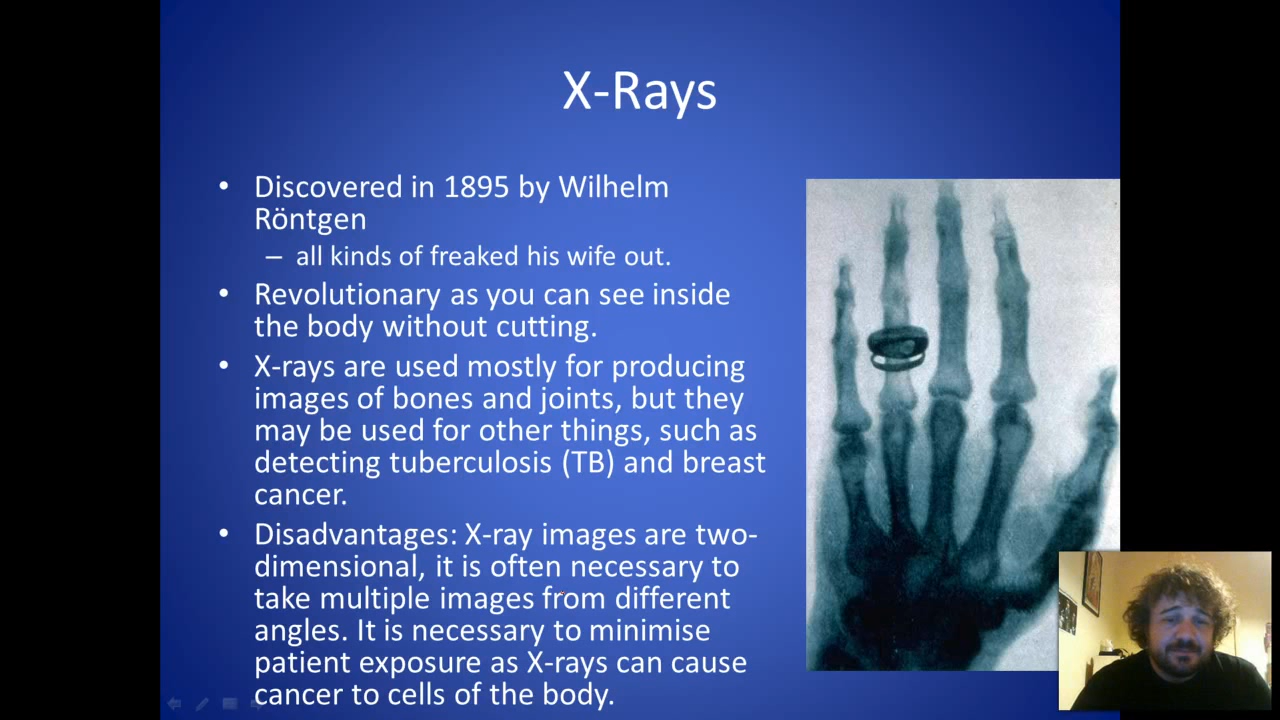 X-Rays
• Discovered in 1895 by Wilhelm
Röntgen
– all kinds of freaked his wife out.
• Revolutionary as you can see inside
the body without cutting.
• X-rays are used mostly for producing
images of bones and joints, but they
may be used for other things, such as
detecting tuberculosis (TB) and breast
cancer.
• Disadvantages: X-ray images are two-
dimensional, it is often necessary to
take multiple images from different
angles. It is necessary to minimise
patient exposure as X-rays can cause
cancer to cells of the body.